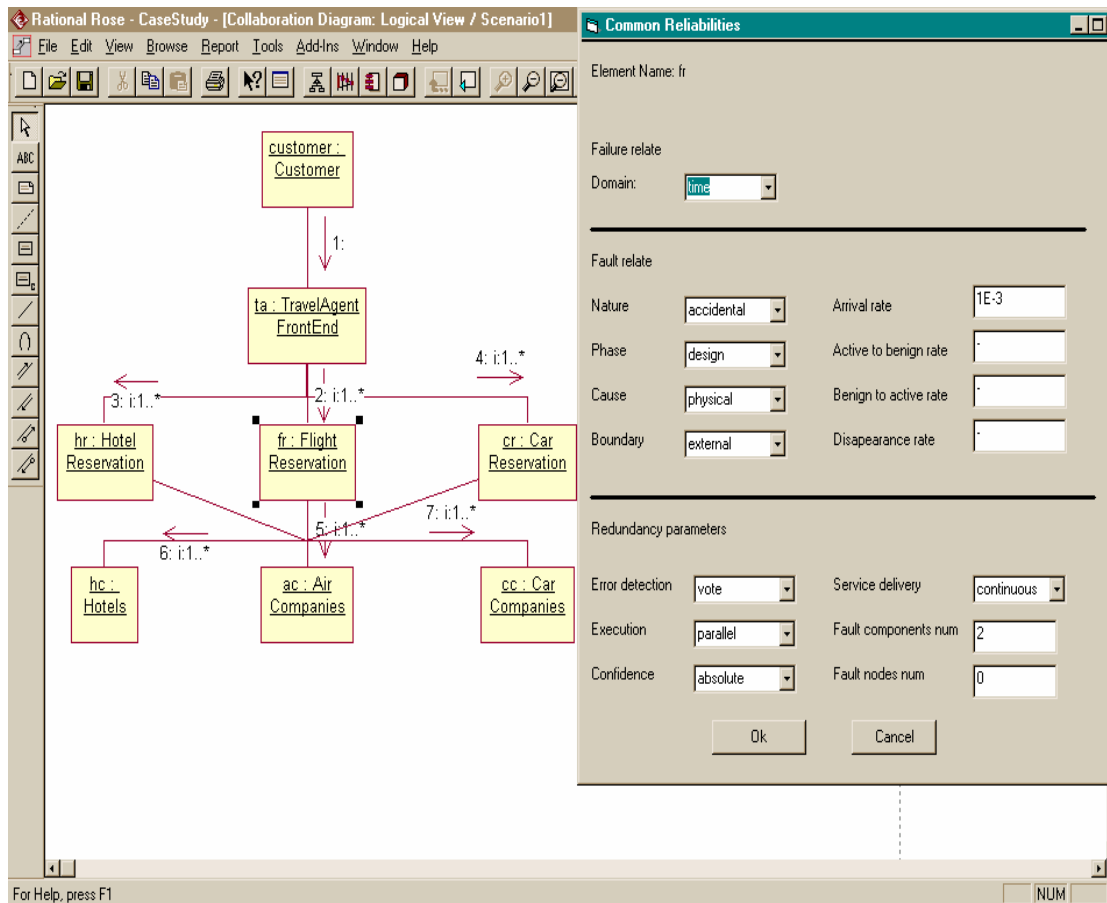 Rational Rose - CaseStudy - [Collaboration Diagram: Logical View / Scenario1]
File Edit View Browse Report Tools Add-Ins Window Help
ABC
customer :
Customer
1:
ta : TravelAgent
FrontEnd
4: i:1..*
3: i:1..*
2: i:1..*
hr : Hotel
Reservation
fr : Flight
Reservation
cr : Car
Reservation
7: i:1..*
5: i:1..*
6: i:1..*
hc :
Hotels
ac : Air
Companies
cc : Car
Companies
For Help, press F1
NUM
Common Reliabilities
Element Name: fr
Failure relate
Domain: time
Fault relate
Nature accidental Arrival rate 1E-3
Phase design Active to benign rate -
Cause physical Benign to active rate -
Boundary external Disapearance rate -
Redundancy parameters
Error detection vote Service delivery continuous
Execution parallel Fault components num 2
Confidence absolute Fault nodes num 0
Ok Cancel